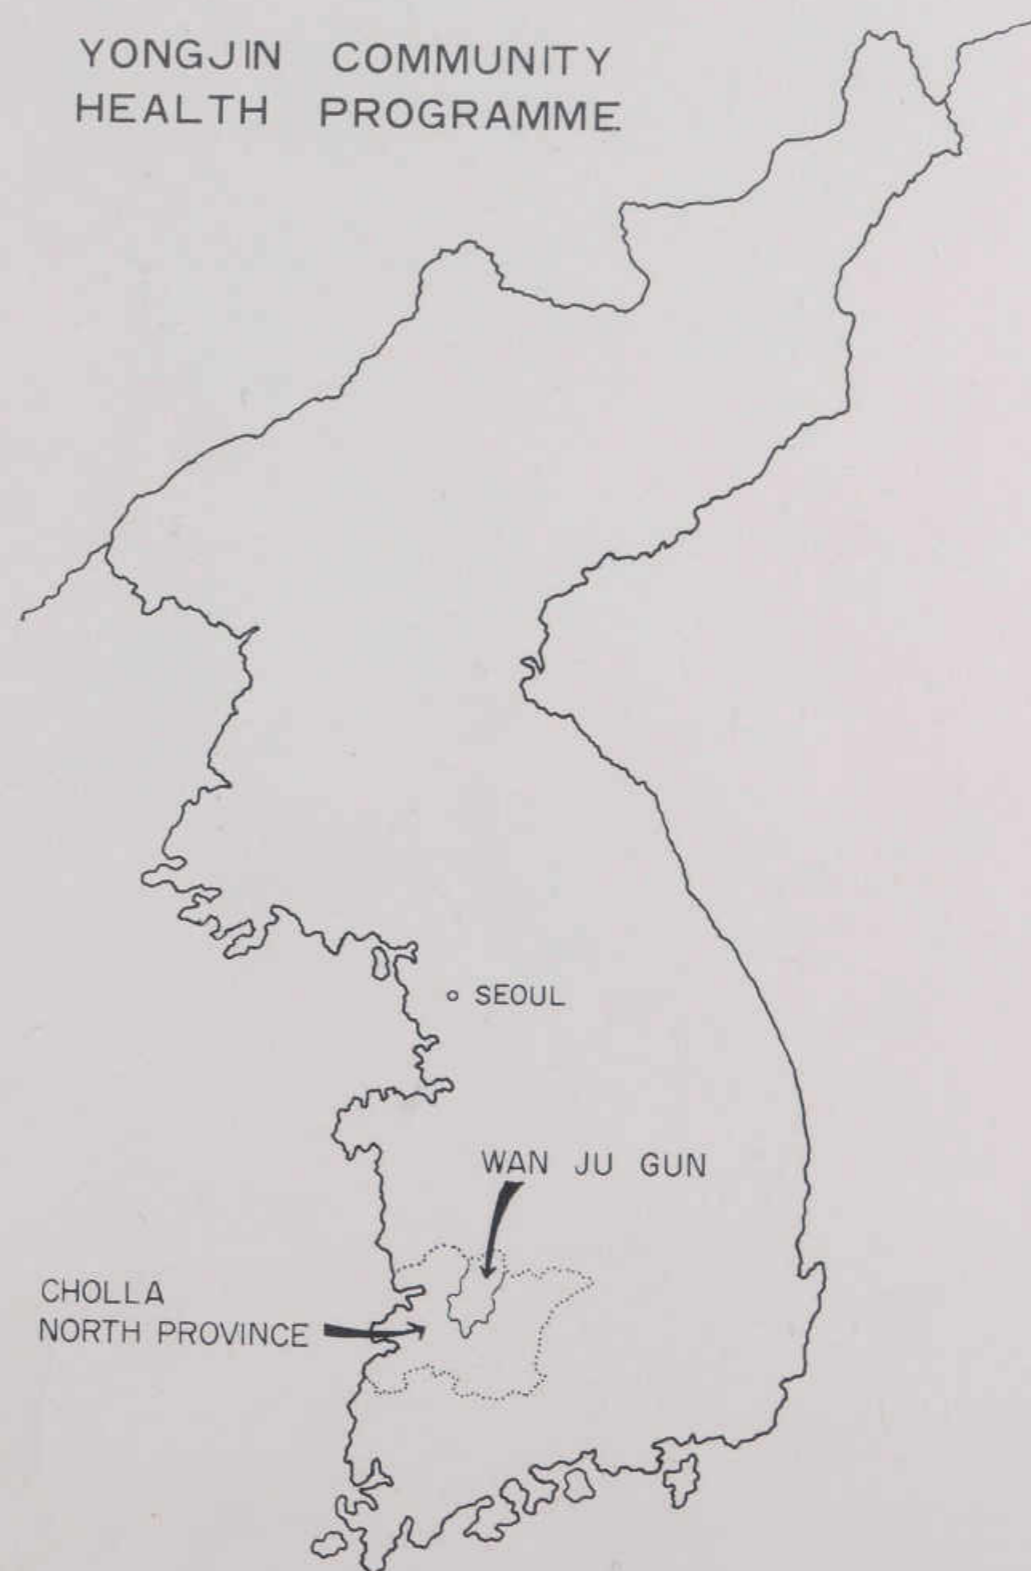 YONGJIN COMMUNITY
HEALTH PROGRAMME.
SEOUL
WAN JU GUN
CHOLLA
NORTH PROVINCE